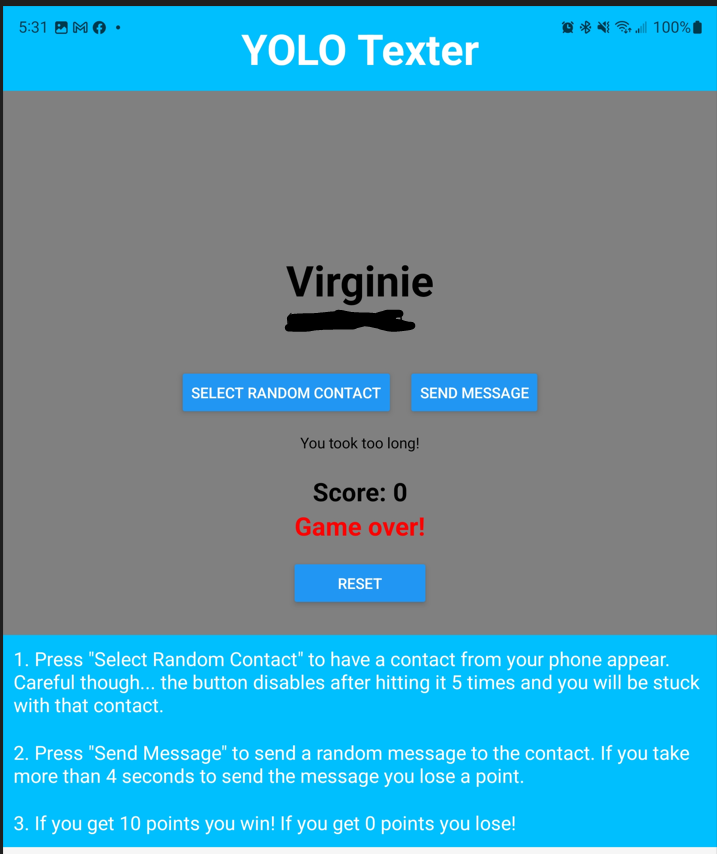 5:31 100%
YOLO Texter
Virginie
SELECT RANDOM CONTACT SEND MESSAGE
You took too long!
Score: 0
Game over!
RESET
1. Press "Select Random Contact" to have a contact from your phone appear.
Careful though... the button disables after hitting it 5 times and you will be stuck
with that contact.
2. Press "Send Message" to send a random message to the contact. If you take
more than 4 seconds to send the message you lose a point.
3. If you get 10 points you win! If you get 0 points you lose!